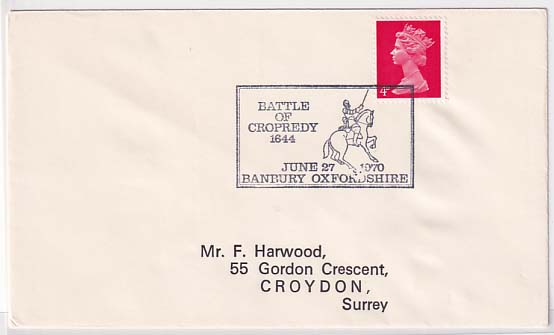 4d
BATTLE
OF
CROPREDY
1644
JUNE 27 1970
BANBURY OXFORDSHIRE
Mr. F. Harwood,
55 Gordon Crescent,
CROYDON,
Surrey